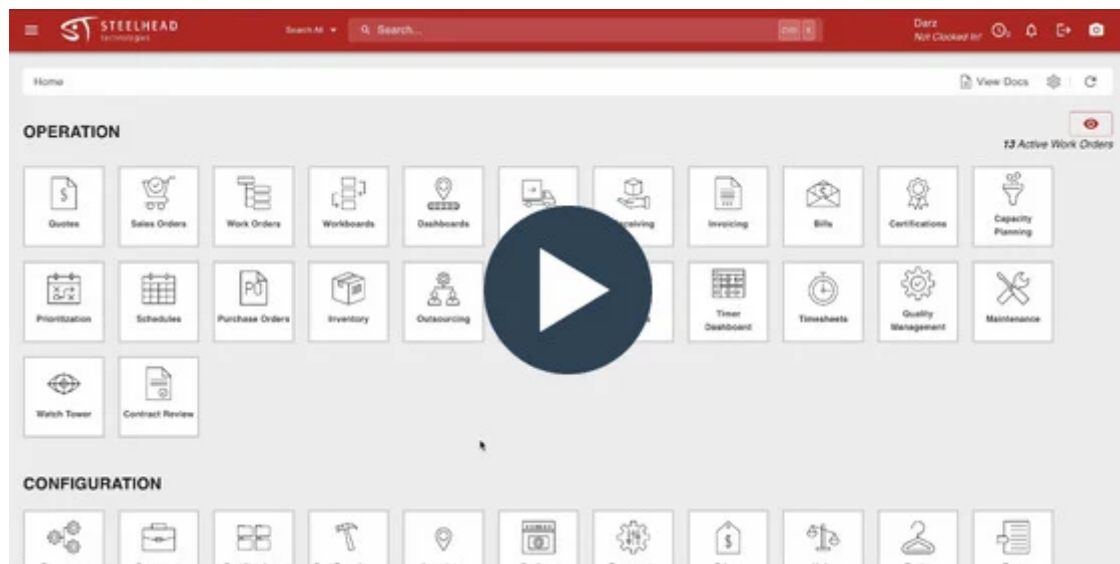 STEELHEAD
technologies
Search All
Search...
Ctrl K
Darz
Not Clocked In!
Home
View Docs
OPERATION
13 Active Work Orders
Quotes
Sales Orders
Work Orders
Workboards
Dashboards
Invoicing
Bills
Certifications
Capacity
Planning
Prioritization
Schedules
Purchase Orders
Inventory
Outsourcing
Timer
Dashboard
Timesheets
Quality
Management
Maintenance
Watch Tower
Contract Review
CONFIGURATION